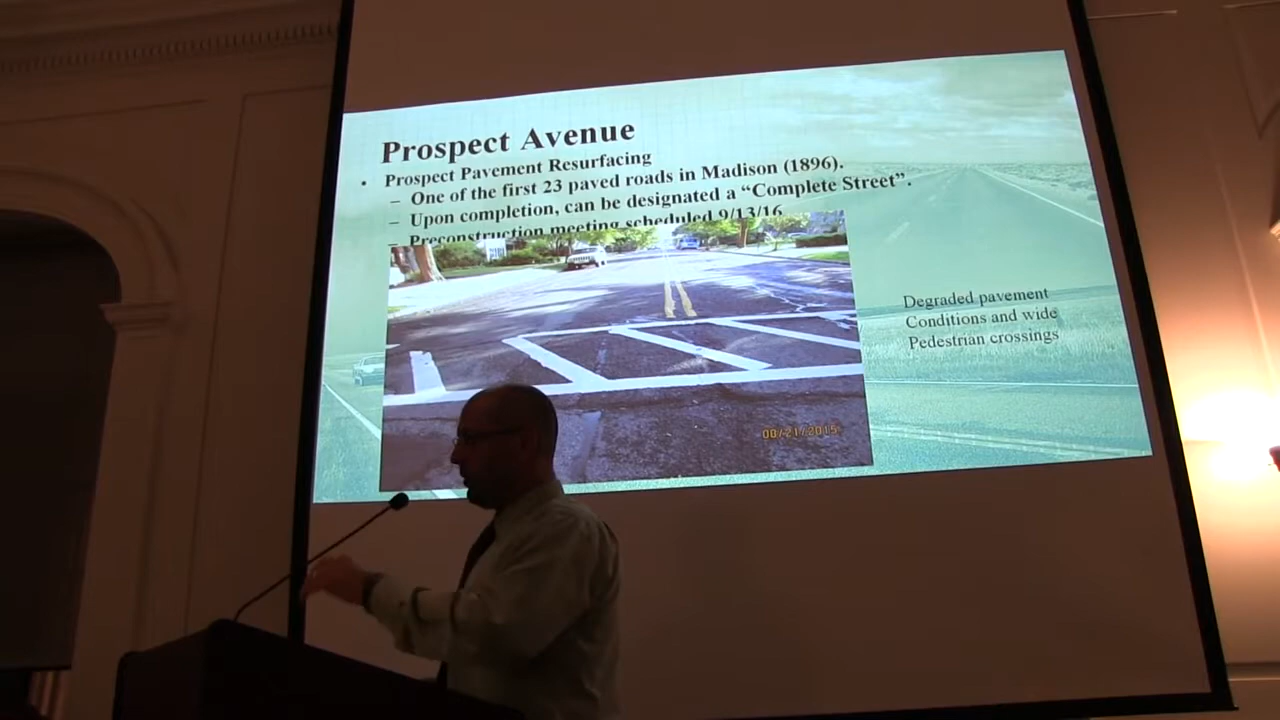 Prospect Avenue
• Prospect Pavement Resurfacing
– One of the first 23 paved roads in Madison (1896).
– Upon completion, can be designated a “Complete Street”.
– Preconstruction meeting scheduled 9/13/16
Degraded pavement
Conditions and wide
Pedestrian crossings
08/21/2015